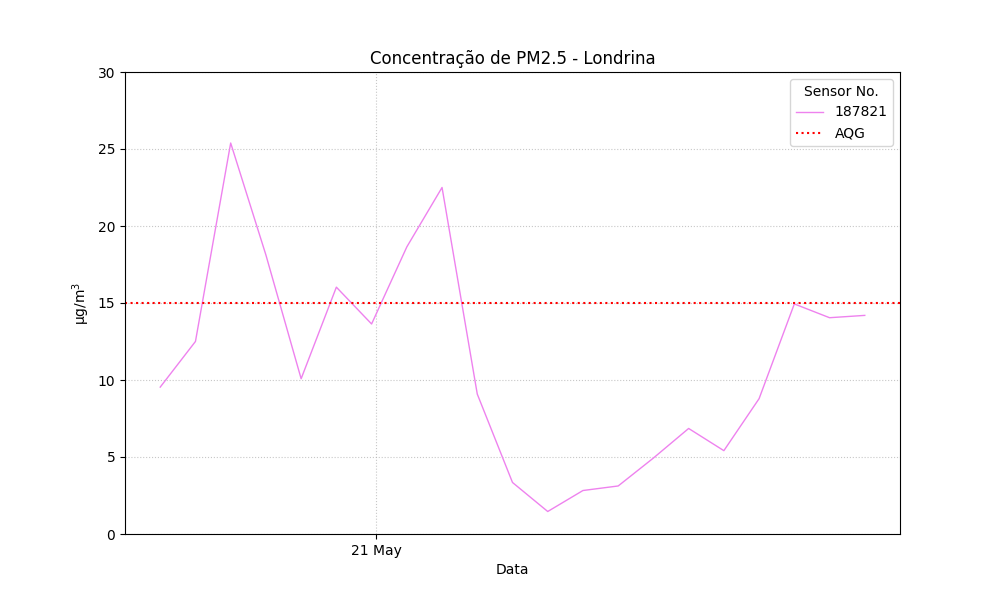 Concentração de PM2.5 - Londrina
30
25
20
15
10
5
0
µg/m³
Sensor No.
187821
AQG
21 May
Data